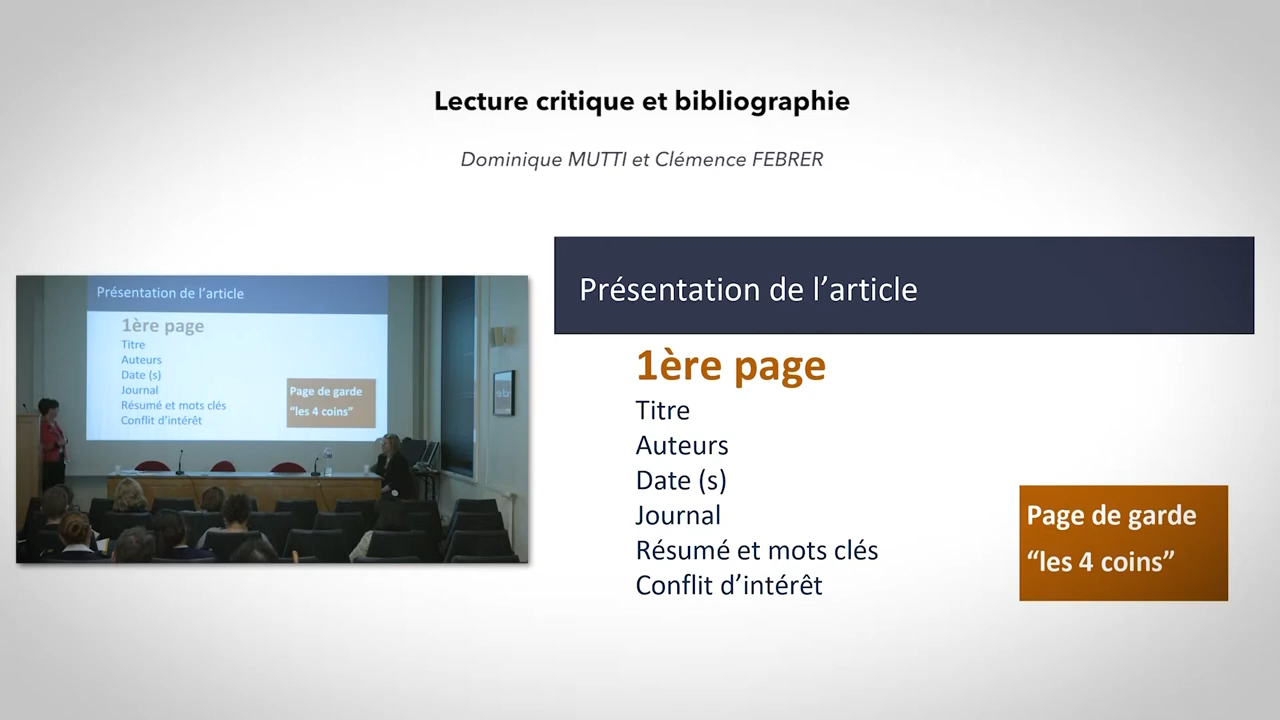 Lecture critique et bibliographie
Dominique MUTTI et Clémence FEBRER
Présentation de l’article
1ère page
Titre
Auteurs
Date (s)
Journal
Résumé et mots clés
Conflit d’intérêt
Page de garde
“les 4 coins”
Présentation de l’article
1ère page
Titre
Auteurs
Date (s)
Journal
Résumé et mots clés
Conflit d’intérêt
Page de garde
“les 4 coins”